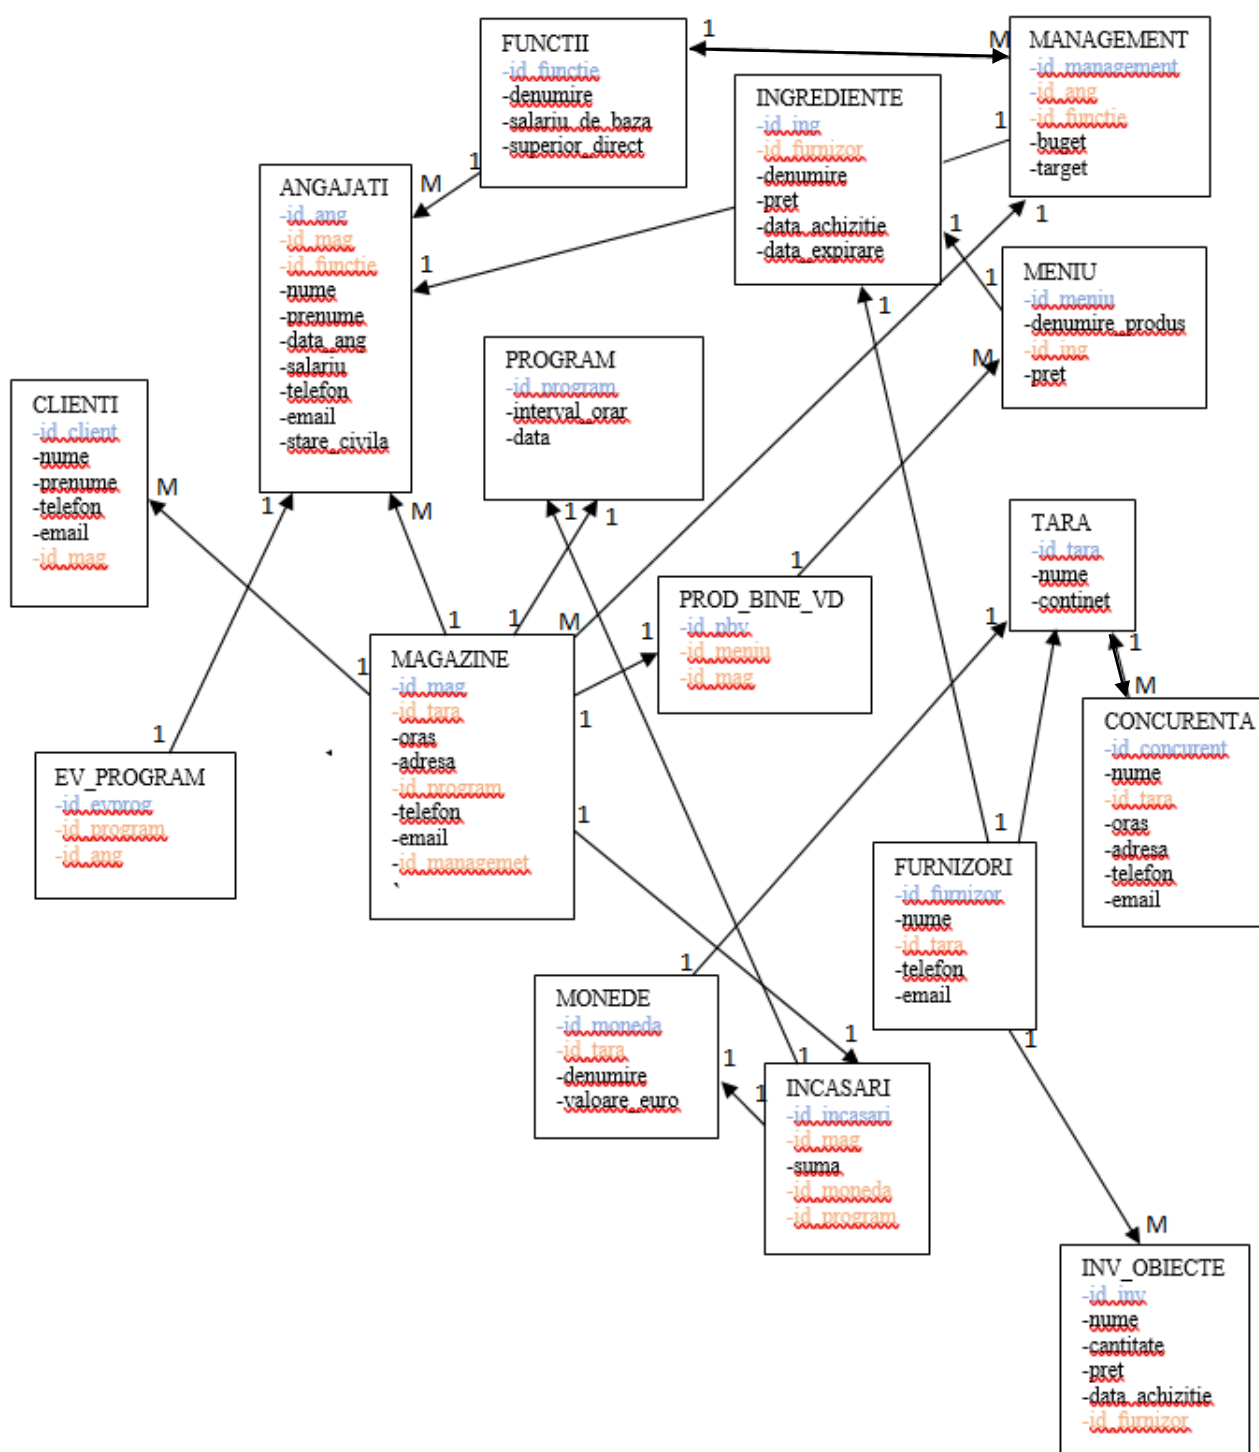 FUNCTII
-id_functie
-denumire
-salariu_de_baza
-superior_direct
1
M
MANAGEMENT
-id_management
-id_ang
-id_functie
-buget
-target
1
1
INGREDIENTE
-id_ing
-id_furnizor
-denumire
-pret
-data_achizitie
-data_expirare
1
1
ANGAJATI
-id_ang
-id_mag
-id_functie
-nume
-prenume
-data_ang
-salariu
-telefon
-email
-stare_civila
1
M
1
1
M
MENIU
-id_meniu
-denumire_produs
-id_ing
-pret
1
M
PROGRAM
-id_program
-interval_orar
-data
1
1
CLIENTI
-id_client
-nume
-prenume
-telefon
-email
-id_mag
M
TARA
-id_tara
-nume
-continet
1
1
PROD_BINE_VD
-id_pbv
-id_meniu
-id_mag
1
1
MAGAZINE
-id_mag
-id_tara
-oras
-adresa
-id_program
-telefon
-email
-id_managemet
1
1
1
M
1
1
EV_PROGRAM
-id_evprog
-id_program
-id_ang
1
CONCURENTA
-id_concurent
-nume
-id_tara
-oras
-adresa
-telefon
-email
M
FURNIZORI
-id_furnizor
-nume
-id_tara
-telefon
-email
1
1
MONEDE
-id_moneda
-id_tara
-denumire
-valoare_euro
1
1
INCASARI
-id_incasari
-id_mag
-suma
-id_moneda
-id_program
1
1
1
INV_OBIECTE
-id_inv
-nume
-cantitate
-pret
-data_achizitie
-id_furnizor
M